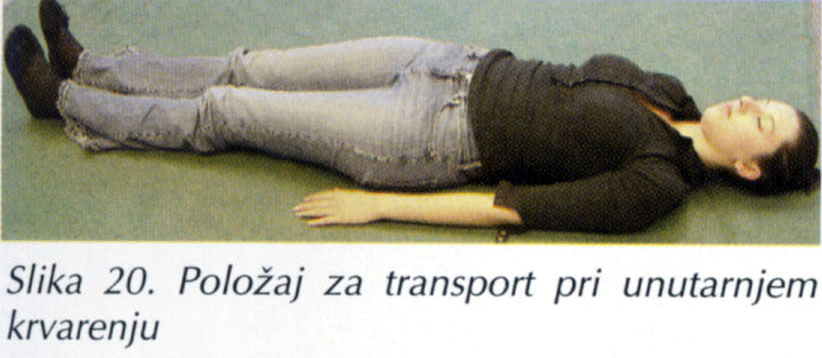 Slika 20. Položaj za transport pri unutarnjem
krvarenju